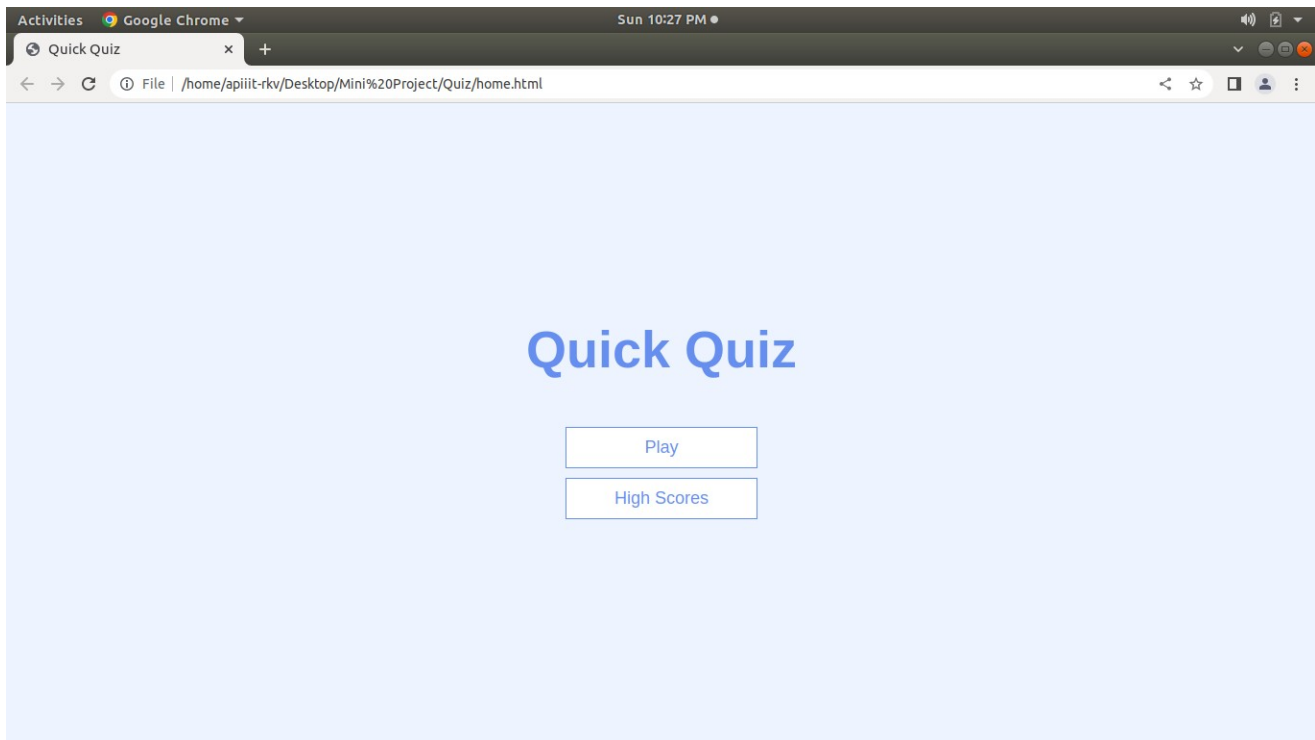 Activities Google Chrome Sun 10:27 PM
Quick Quiz
File /home/apiiit-rkv/Desktop/Mini%20Project/Quiz/home.html
Quick Quiz
Play
High Scores